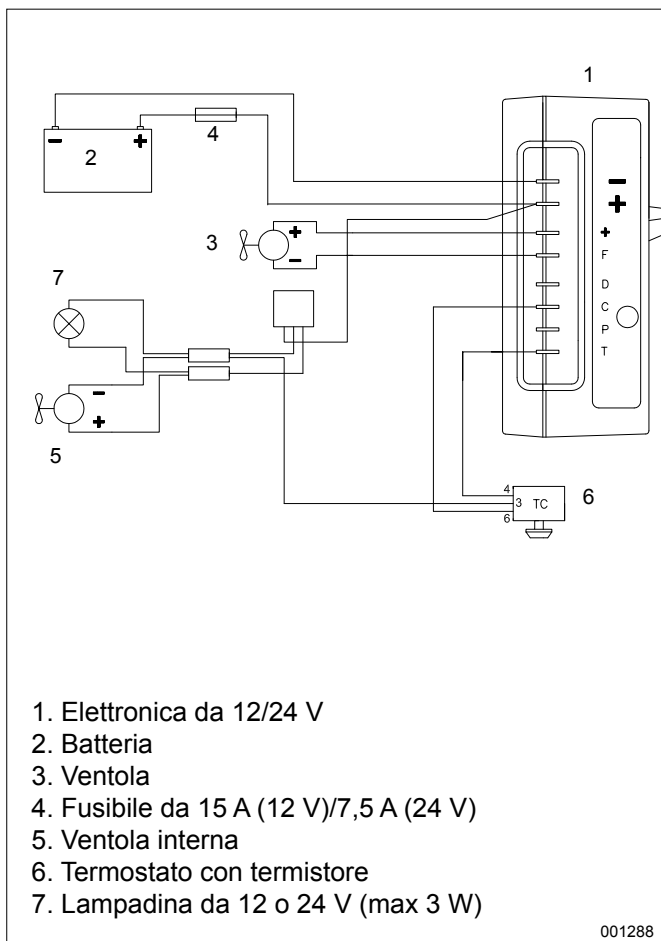 1
4
− +
2
−
+
+
3
+
−
F
7
D
C
P
T
−
+
5
4
3 TC
6
6
1. Elettronica da 12/24 V
2. Batteria
3. Ventola
4. Fusibile da 15 A (12 V)/7,5 A (24 V)
5. Ventola interna
6. Termostato con termistore
7. Lampadina da 12 o 24 V (max 3 W)
001288